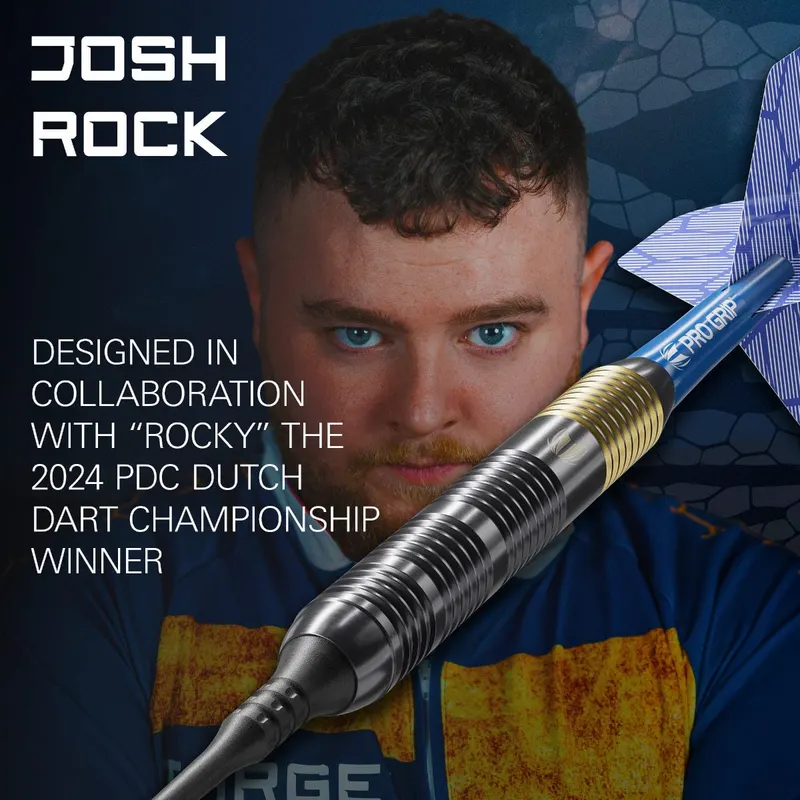 JOSH
ROCK
DESIGNED IN
COLLABORATION
WITH “ROCKY” THE
2024 PDC DUTCH
DART CHAMPIONSHIP
WINNER
PRO GRIP